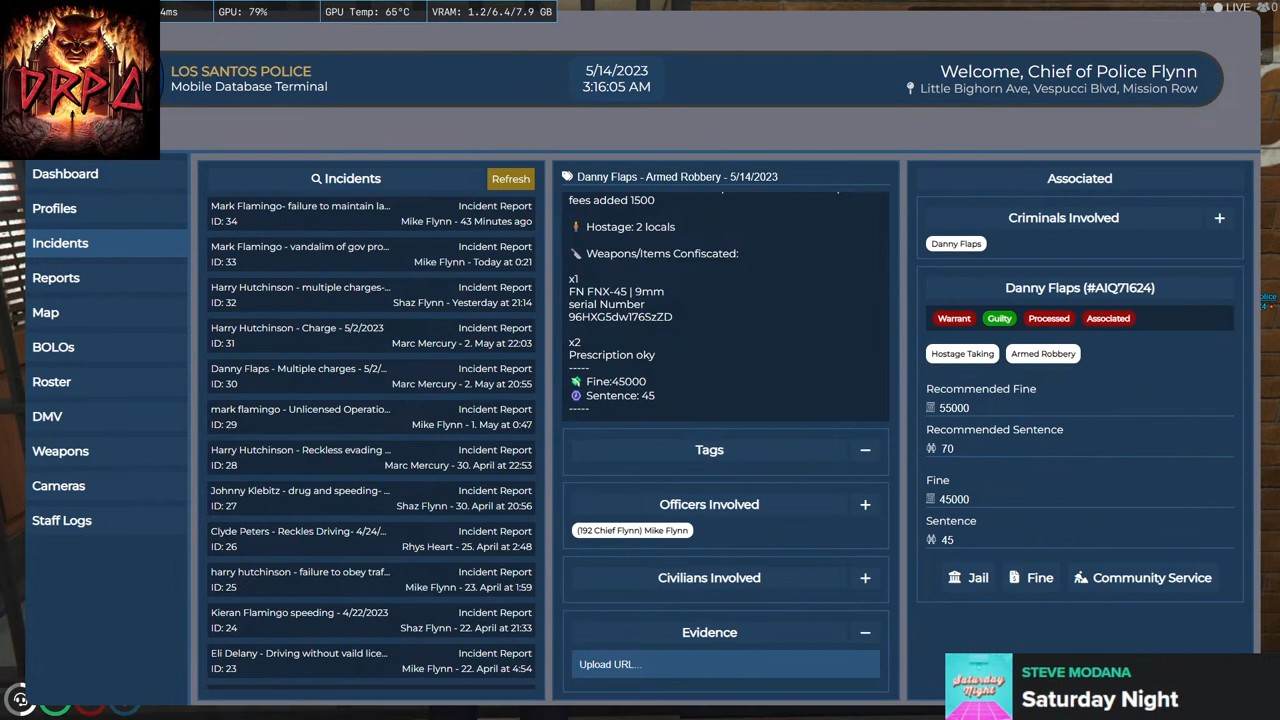 4ms
GPU: 79%
GPU Temp: 65°C
VRAM: 1.2/6.4/7.9 GB
LIVE
0
DRPC
LOS SANTOS POLICE
Mobile Database Terminal
5/14/2023
3:16:05 AM
Welcome, Chief of Police Flynn
Little Bighorn Ave, Vespucci Blvd, Mission Row
Dashboard
Profiles
Incidents
Reports
Map
BOLOs
Roster
DMV
Weapons
Cameras
Staff Logs
Incidents
Refresh
Mark Flamingo- failure to maintain la...
Incident Report
ID: 34
Mike Flynn - 43 Minutes ago
Mark Flamingo - vandalim of gov pro...
Incident Report
ID: 33
Mike Flynn - Today at 0:21
Harry Hutchinson - multiple charges-...
Incident Report
ID: 32
Shaz Flynn - Yesterday at 21:14
Harry Hutchinson - Charge - 5/2/2023
Incident Report
ID: 31
Marc Mercury - 2. May at 22:03
Danny Flaps - Multiple charges - 5/2/...
Incident Report
ID: 30
Marc Mercury - 2. May at 20:55
mark flamingo - Unlicensed Operatio...
Incident Report
ID: 29
Mike Flynn - 1. May at 0:47
Harry Hutchinson - Reckless evading ...
Incident Report
ID: 28
Marc Mercury - 30. April at 22:53
Johnny Klebitz - drug and speeding- ...
Incident Report
ID: 27
Shaz Flynn - 30. April at 20:56
Clyde Peters - Reckles Driving- 4/24/...
Incident Report
ID: 26
Rhys Heart - 25. April at 2:48
harry hutchinson - failure to obey traf...
Incident Report
ID: 25
Mike Flynn - 23. April at 1:59
Kieran Flamingo speeding - 4/22/2023
Incident Report
ID: 24
Shaz Flynn - 22. April at 21:33
Eli Delany - Driving without vaild lice...
Incident Report
ID: 23
Mike Flynn - 22. April at 4:54
Danny Flaps - Armed Robbery - 5/14/2023
fees added 1500
Hostage: 2 locals
Weapons/Items Confiscated:
x1
FN FNX-45 | 9mm
serial Number
96HXG5dw176SzZD
x2
Prescription oky
-----
Fine:45000
Sentence: 45
-----
Tags
Officers Involved
(192 Chief Flynn) Mike Flynn
Civilians Involved
Evidence
Upload URL...
Associated
Criminals Involved
Danny Flaps
Danny Flaps (#AIQ71624)
Warrant
Guilty
Processed
Associated
Hostage Taking
Armed Robbery
Recommended Fine
55000
Recommended Sentence
70
Fine
45000
Sentence
45
Jail
Fine
Community Service
olice
STEVE MODANA
Saturday Night
Saturday Night